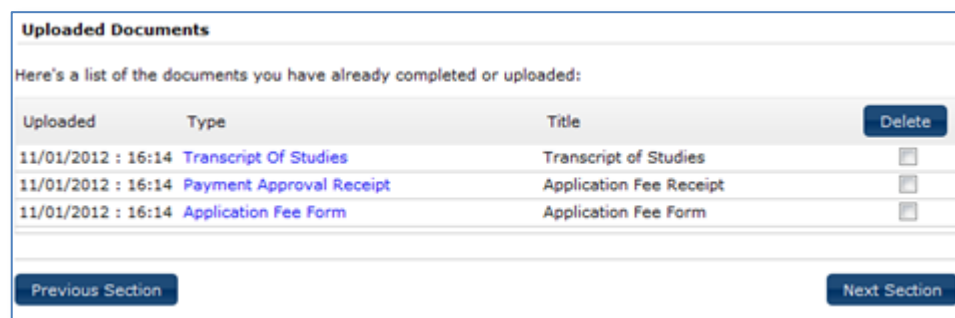 Uploaded Documents
Here's a list of the documents you have already completed or uploaded:
Uploaded Type Title Delete
11/01/2012 : 16:14 Transcript Of Studies Transcript of Studies
11/01/2012 : 16:14 Payment Approval Receipt Application Fee Receipt
11/01/2012 : 16:14 Application Fee Form Application Fee Form
Previous Section Next Section